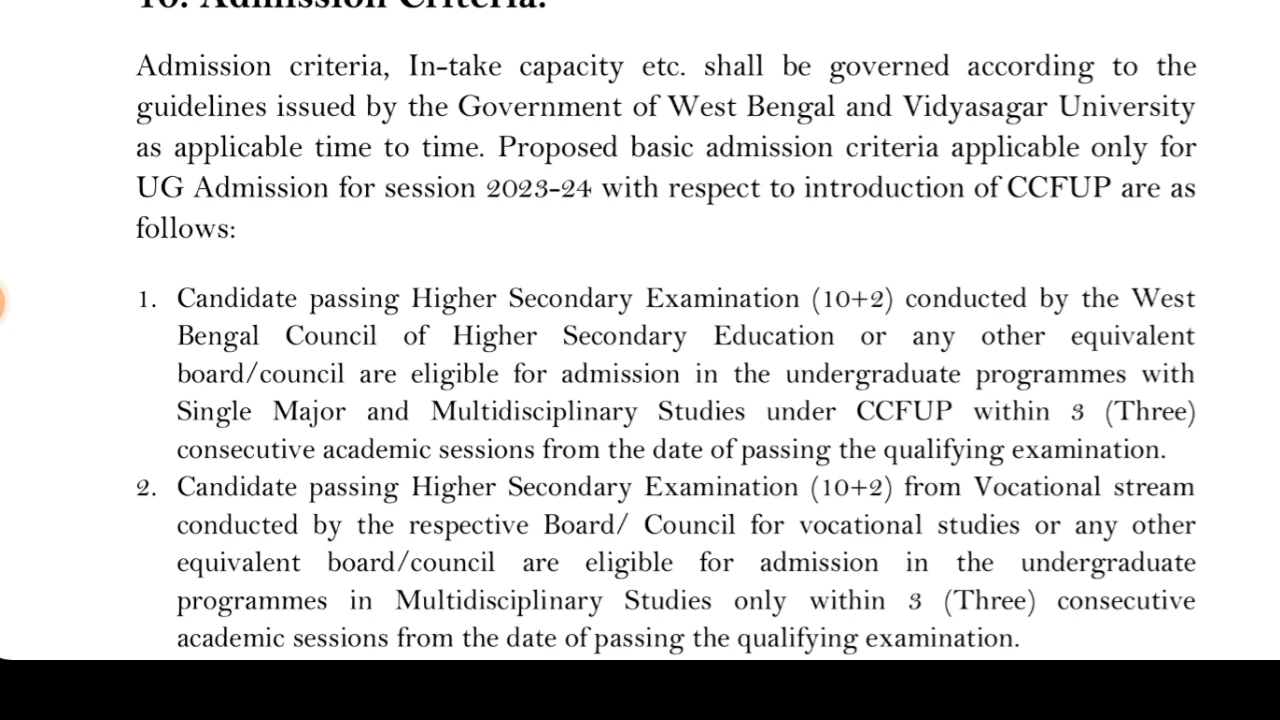 10. Admission Criteria:
Admission criteria, In-take capacity etc. shall be governed according to the
guidelines issued by the Government of West Bengal and Vidyasagar University
as applicable time to time. Proposed basic admission criteria applicable only for
UG Admission for session 2023-24 with respect to introduction of CCFUP are as
follows:
1. Candidate passing Higher Secondary Examination (10+2) conducted by the West
Bengal Council of Higher Secondary Education or any other equivalent
board/council are eligible for admission in the undergraduate programmes with
Single Major and Multidisciplinary Studies under CCFUP within 3 (Three)
consecutive academic sessions from the date of passing the qualifying examination.
2. Candidate passing Higher Secondary Examination (10+2) from Vocational stream
conducted by the respective Board/ Council for vocational studies or any other
equivalent board/council are eligible for admission in the undergraduate
programmes in Multidisciplinary Studies only within 3 (Three) consecutive
academic sessions from the date of passing the qualifying examination.